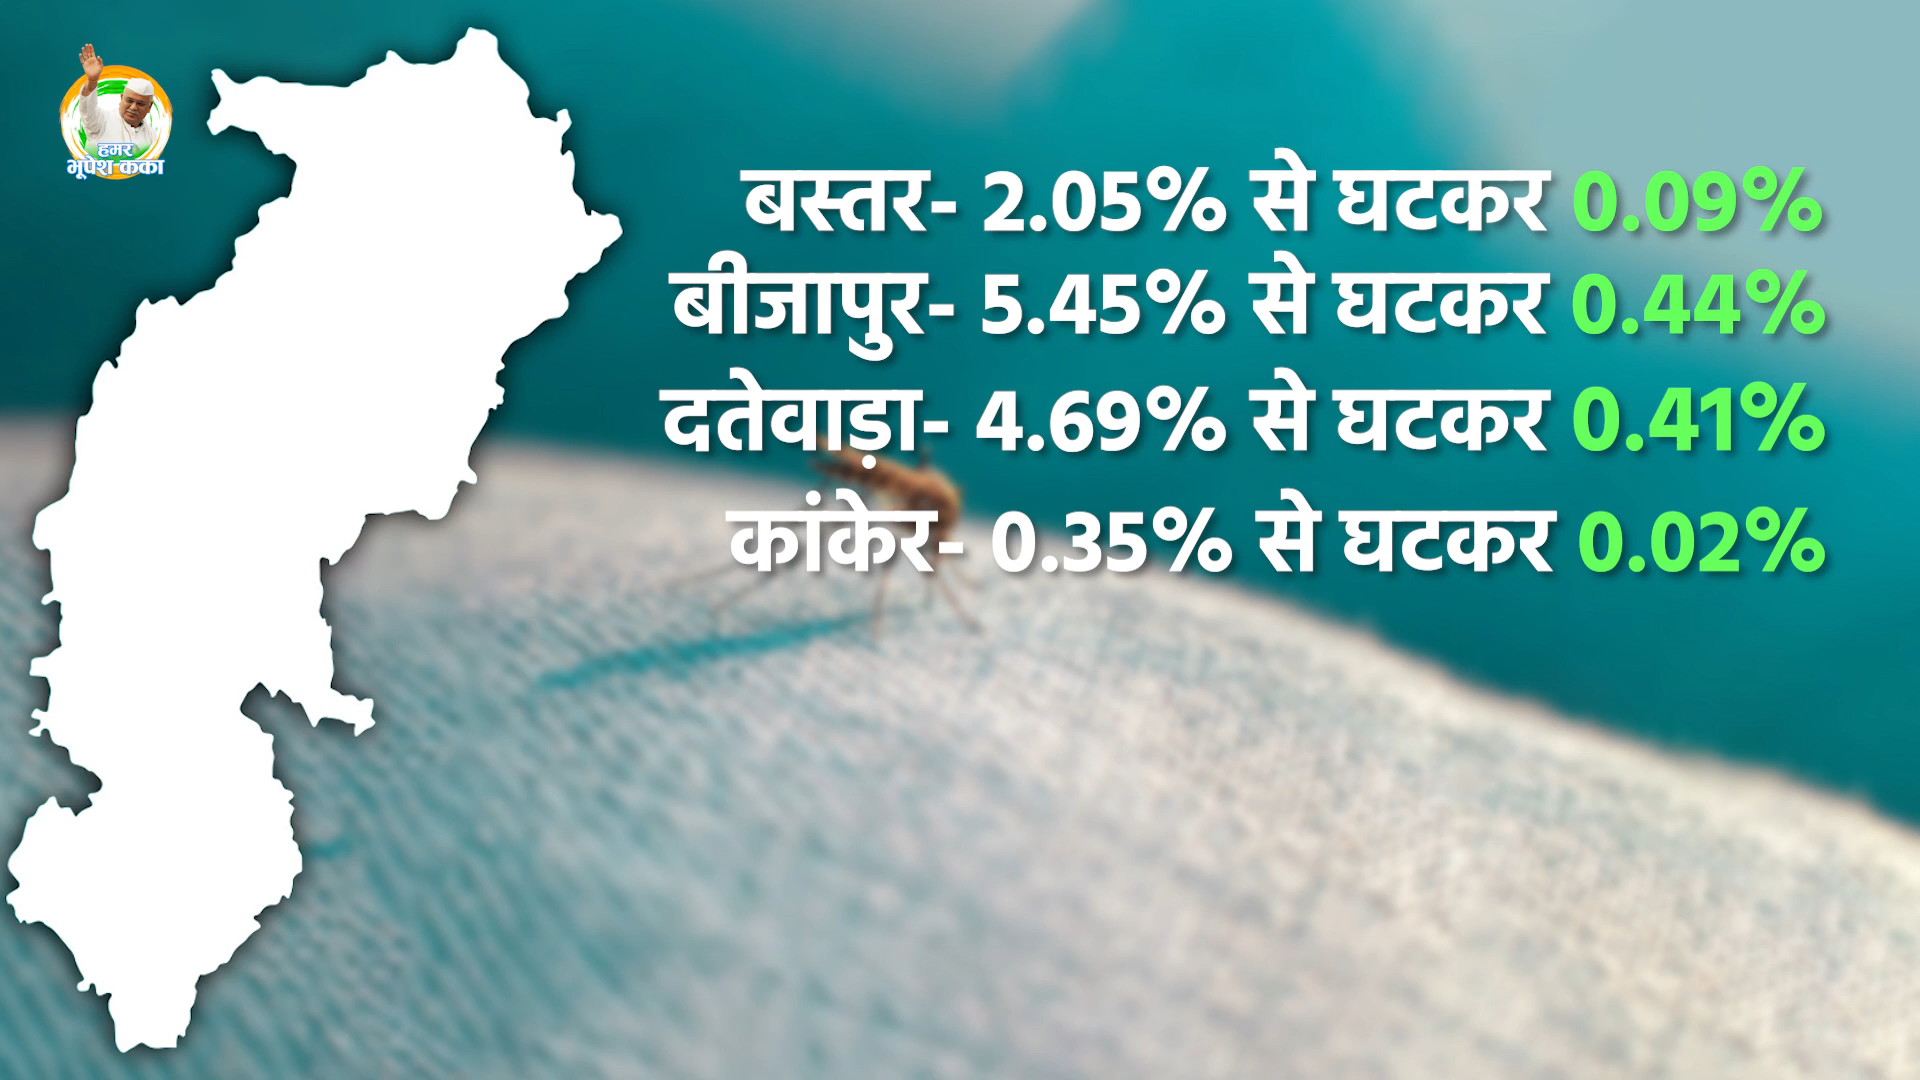 हमर
भूपेश कका
बस्तर- 2.05% से घटकर 0.09%
बीजापुर- 5.45% से घटकर 0.44%
दतेवाड़ा- 4.69% से घटकर 0.41%
कांकेर- 0.35% से घटकर 0.02%